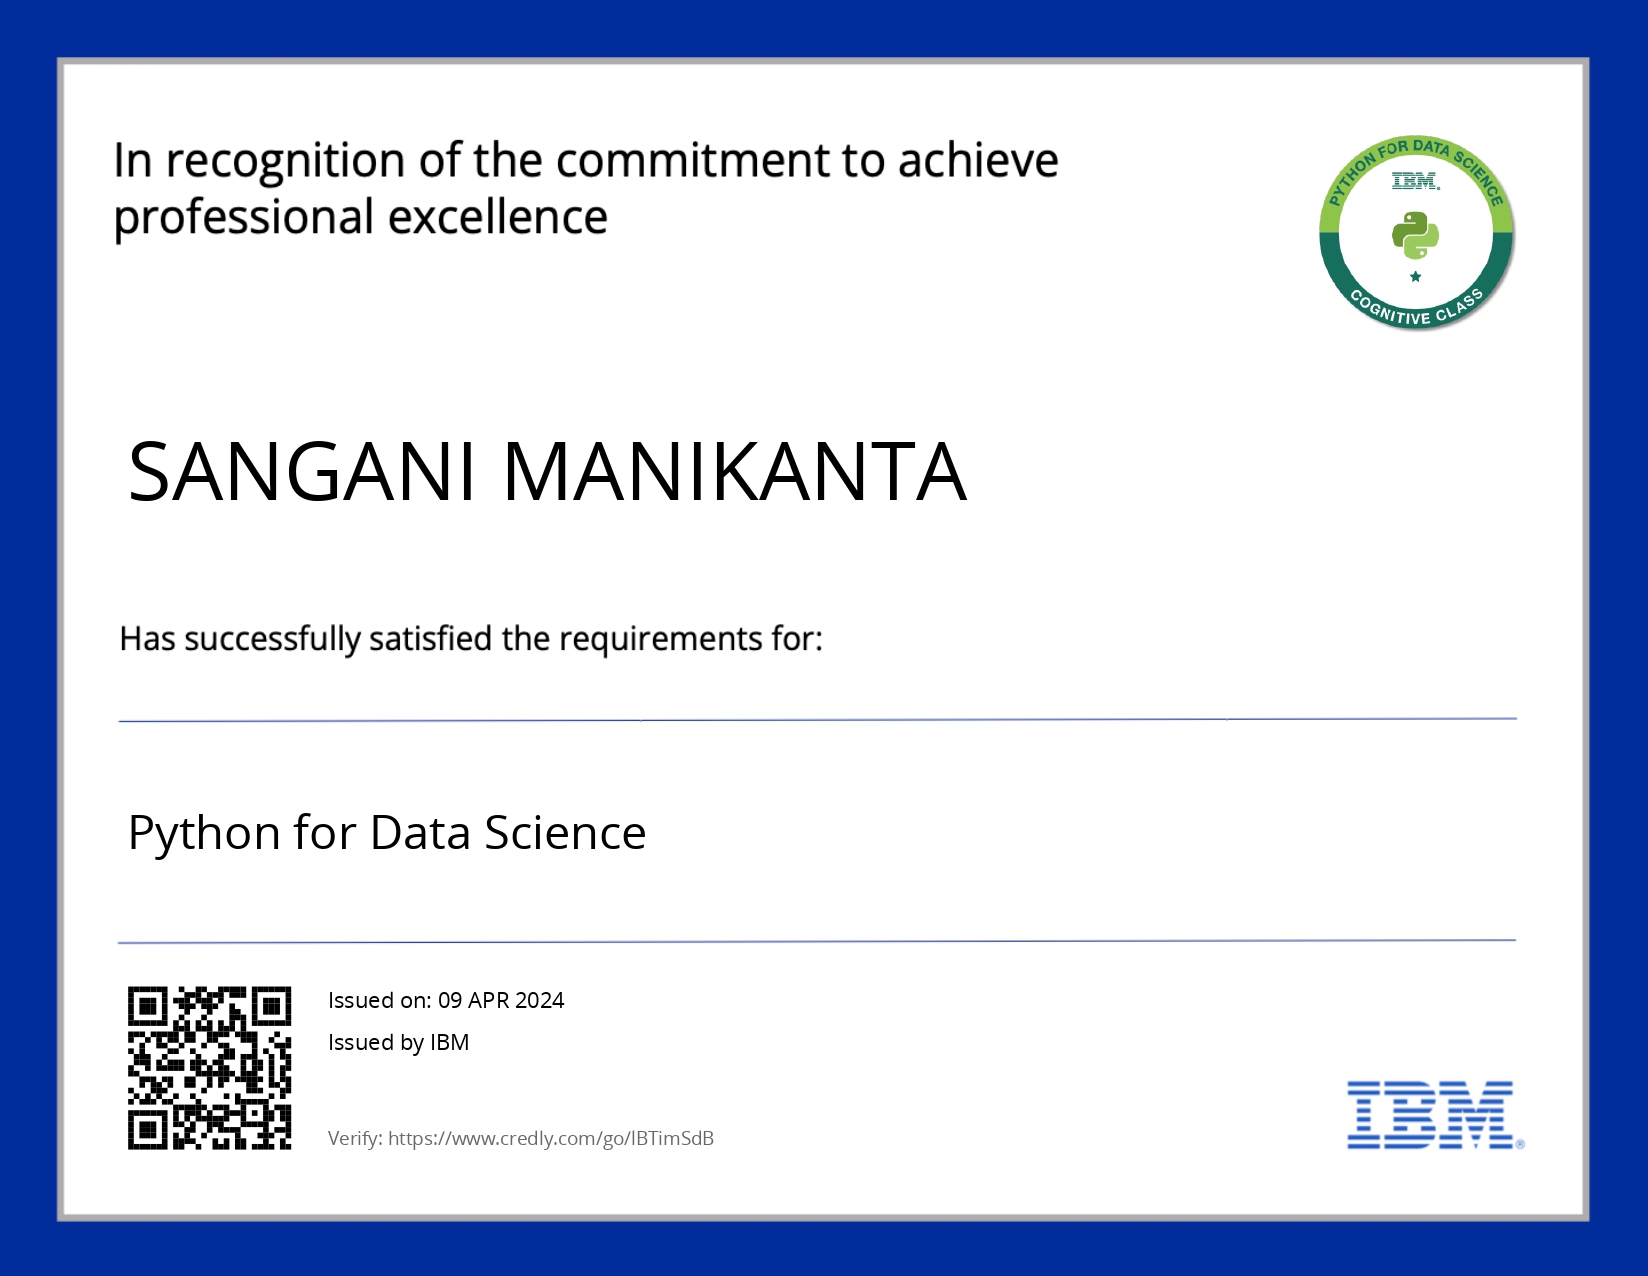 In recognition of the commitment to achieve
professional excellence
PYTHON FOR DATA SCIENCE
IBM.
COGNITIVE CLASS
SANGANI MANIKANTA
Has successfully satisfied the requirements for:
Python for Data Science
Issued on: 09 APR 2024
Issued by IBM
Verify: https://www.credly.com/go/lBTimSdB
IBM®